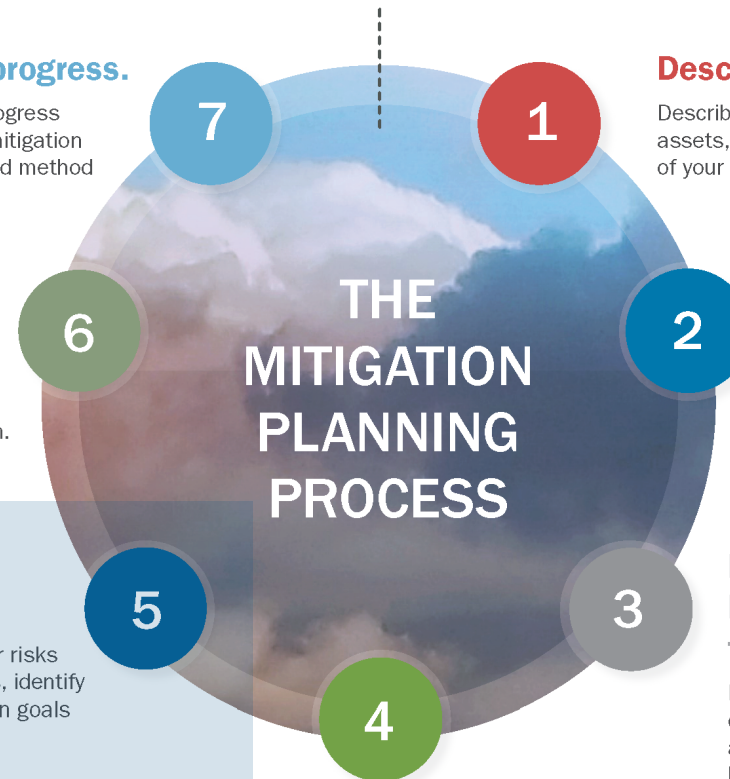 progress.
ogress
nitigation
d method
7
1
Desc
Describ
assets,
of your
6
2
THE
MITIGATION
PLANNING
PROCESS
5
3
r risks
, identify
n goals
4